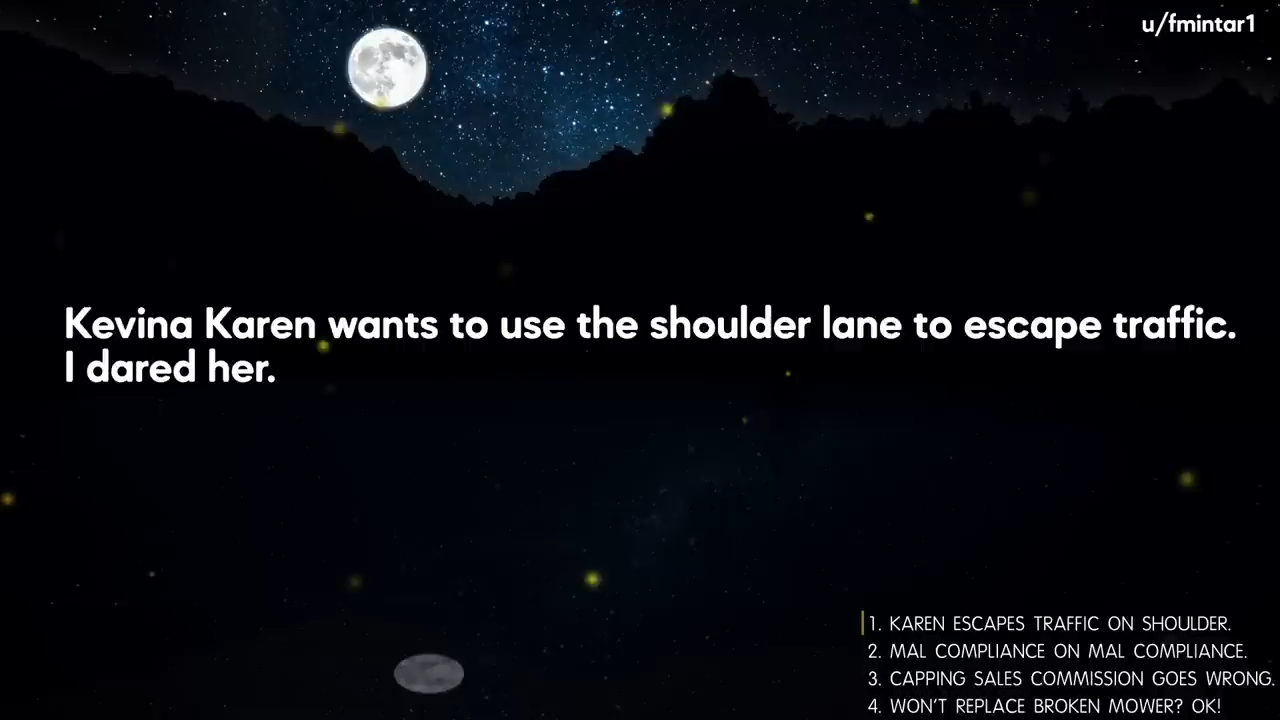 u/fmintar1
Kevina Karen wants to use the shoulder lane to escape traffic.
I dared her.
1. KAREN ESCAPES TRAFFIC ON SHOULDER.
2. MAL COMPLIANCE ON MAL COMPLIANCE.
3. CAPPING SALES COMMISSION GOES WRONG.
4. WON'T REPLACE BROKEN MOWER? OK!